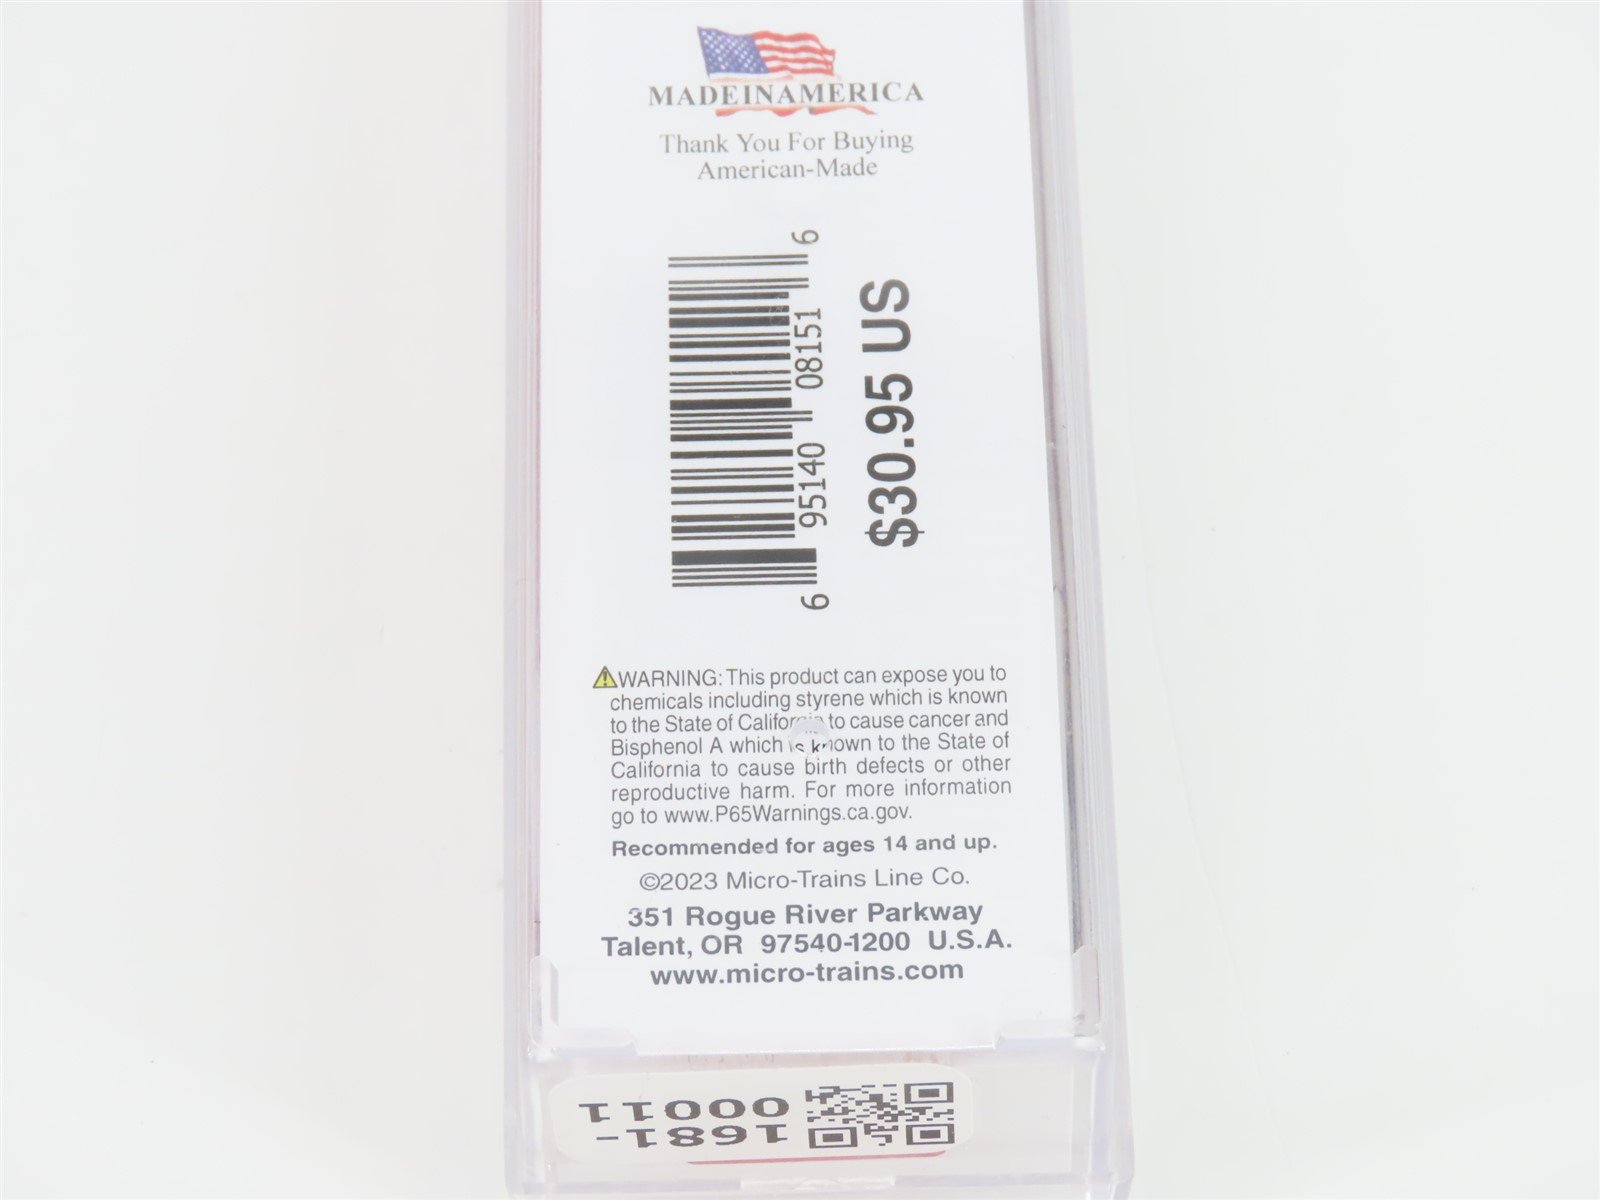 MADEINAMERICA
Thank You For Buying
American-Made
6 95140 08151 6
$30.95 US
WARNING: This product can expose you to
chemicals including styrene which is known
to the State of California to cause cancer and
Bisphenol A which is known to the State of
California to cause birth defects or other
reproductive harm. For more information
go to www.P65Warnings.ca.gov.
Recommended for ages 14 and up.
©2023 Micro-Trains Line Co.
351 Rogue River Parkway
Talent, OR 97540-1200 U.S.A.
www.micro-trains.com
1681-
00011